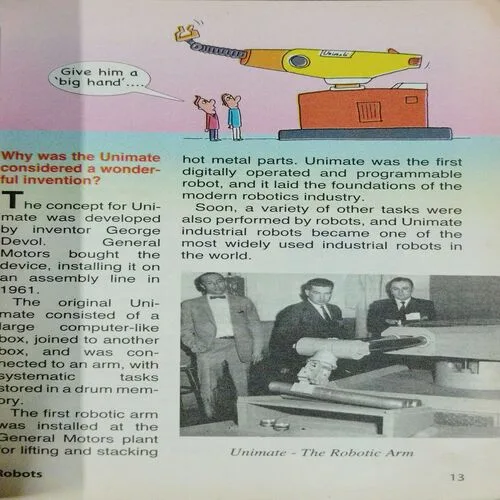 Unimate
Give him a
'big hand'....
Why was the Unimate
considered a wonder-
ful invention?
The concept for Uni-
mate was developed
by inventor George
Devol. General
Motors bought the
device, installing it on
an assembly line in
1961.
The original Uni-
mate consisted of a
large computer-like
box, joined to another
box, and was con-
nected to an arm, with
systematic tasks
stored in a drum mem-
ory.
The first robotic arm
was installed at the
General Motors plant
for lifting and stacking
hot metal parts. Unimate was the first
digitally operated and programmable
robot, and it laid the foundations of the
modern robotics industry.
Soon, a variety of other tasks were
also performed by robots, and Unimate
industrial robots became one of the
most widely used industrial robots in
the world.
Unimate - The Robotic Arm
Robots
13